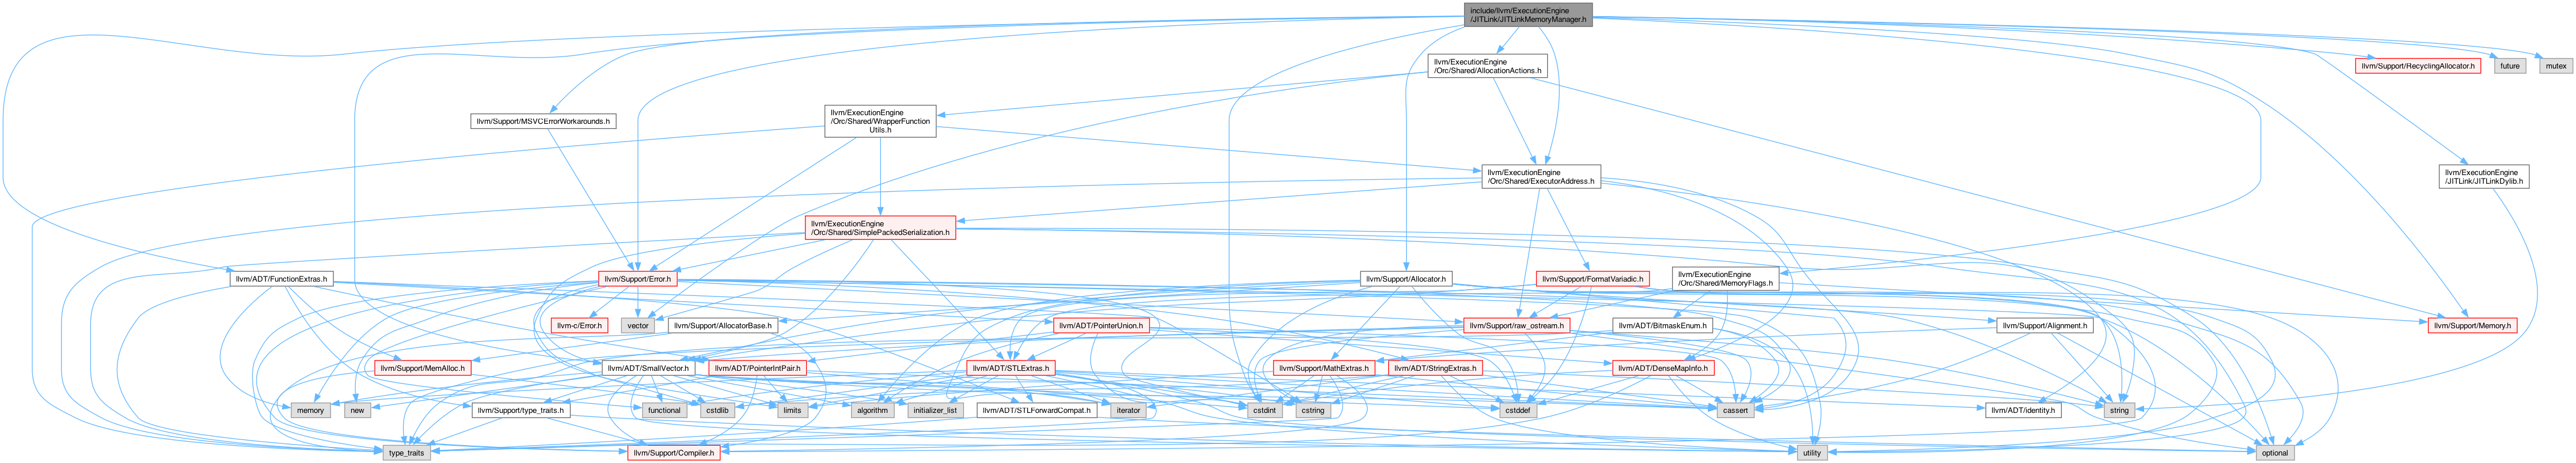 include/llvm/ExecutionEngine
/JITLink/JITLinkMemoryManager.h
llvm/ExecutionEngine
/Orc/Shared/AllocationActions.h
llvm/Support/RecyclingAllocator.h
future
mutex
llvm/Support/MSVCErrorWorkarounds.h
llvm/ExecutionEngine
/Orc/Shared/WrapperFunction
Utils.h
llvm/ExecutionEngine
/Orc/Shared/ExecutorAddress.h
llvm/ExecutionEngine
/JITLink/JITLinkDylib.h
llvm/ExecutionEngine
/Orc/Shared/SimplePackedSerialization.h
llvm/ADT/FunctionExtras.h
llvm/Support/Error.h
llvm/Support/Allocator.h
llvm/Support/FormatVariadic.h
llvm/ExecutionEngine
/Orc/Shared/MemoryFlags.h
llvm-c/Error.h
vector
llvm/Support/AllocatorBase.h
llvm/ADT/PointerUnion.h
llvm/Support/raw_ostream.h
llvm/ADT/BitmaskEnum.h
llvm/Support/Alignment.h
llvm/Support/Memory.h
llvm/Support/MemAlloc.h
llvm/ADT/SmallVector.h
llvm/ADT/PointerIntPair.h
llvm/ADT/STLExtras.h
llvm/Support/MathExtras.h
llvm/ADT/StringExtras.h
llvm/ADT/DenseMapInfo.h
memory
new
llvm/Support/type_traits.h
functional
cstdlib
limits
algorithm
initializer_list
llvm/ADT/STLForwardCompat.h
iterator
cstdint
cstring
cstddef
cassert
llvm/ADT/identity.h
string
type_traits
llvm/Support/Compiler.h
utility
optional